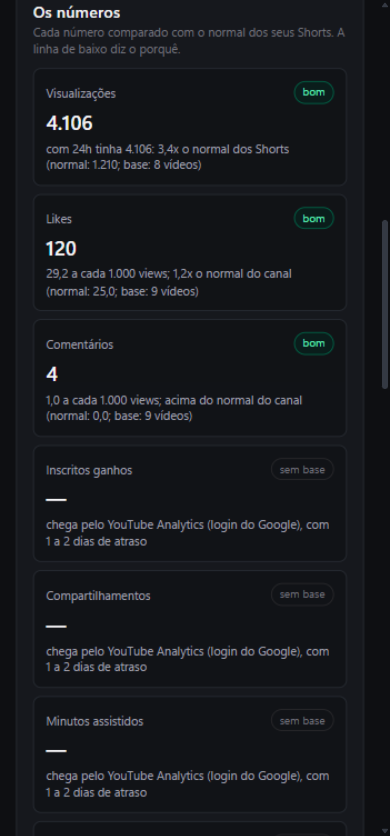 Os números
Cada número comparado com o normal dos seus Shorts. A
linha de baixo diz o porquê.
Visualizações
bom
4.106
com 24h tinha 4.106: 3,4x o normal dos Shorts
(normal: 1.210; base: 8 vídeos)
Likes
bom
120
29,2 a cada 1.000 views; 1,2x o normal do canal
(normal: 25,0; base: 9 vídeos)
Comentários
bom
4
1,0 a cada 1.000 views; acima do normal do canal
(normal: 0,0; base: 9 vídeos)
Inscritos ganhos
sem base
—
chega pelo YouTube Analytics (login do Google), com
1 a 2 dias de atraso
Compartilhamentos
sem base
—
chega pelo YouTube Analytics (login do Google), com
1 a 2 dias de atraso
Minutos assistidos
sem base
—
chega pelo YouTube Analytics (login do Google), com
1 a 2 dias de atraso